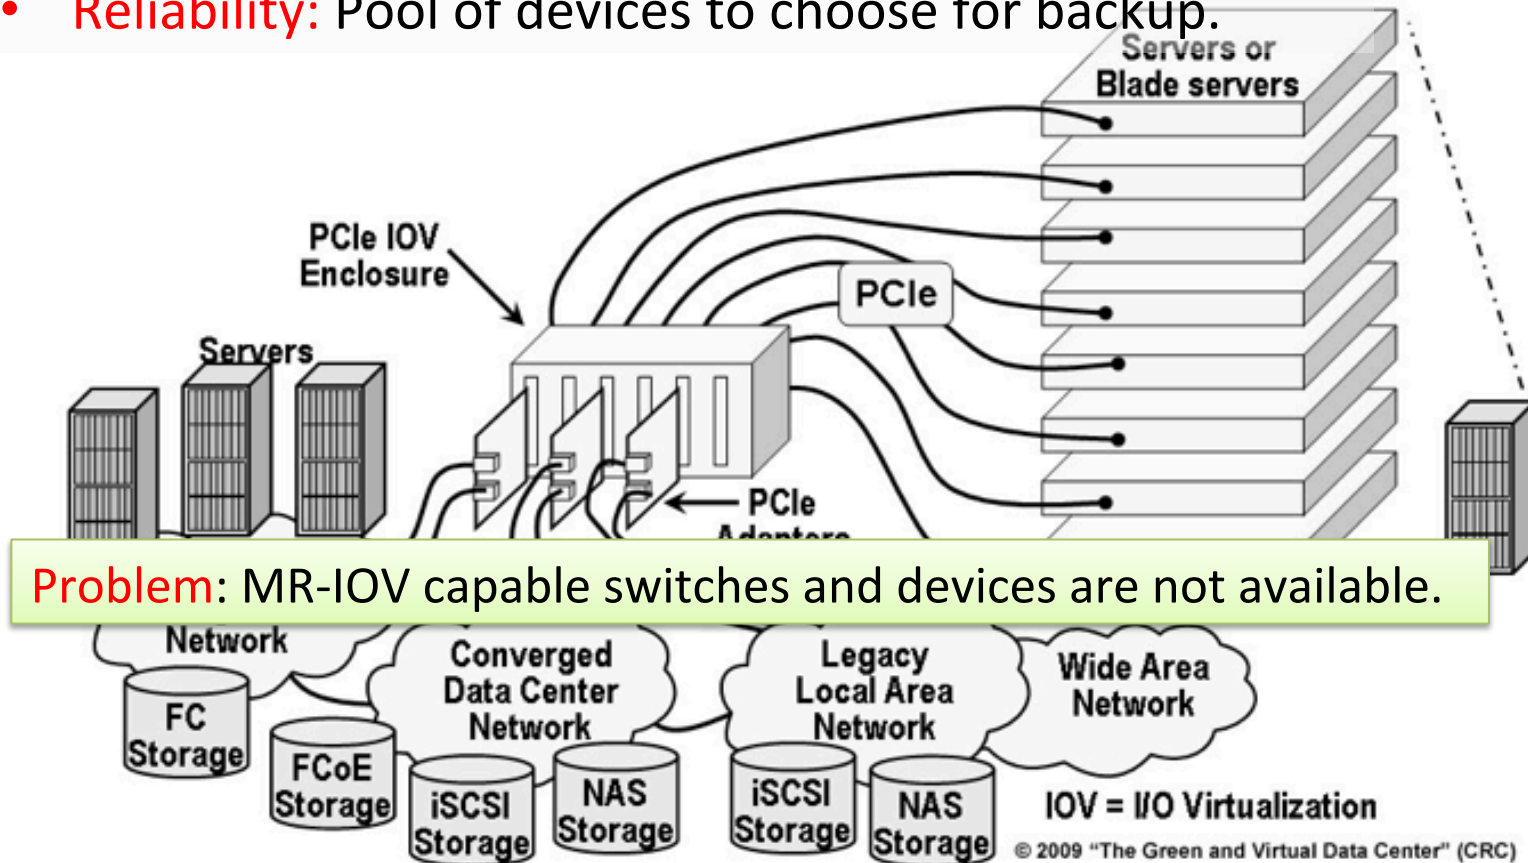 • Reliability: Pool of devices to choose for backup.
Servers or
Blade servers
PCIe IOV
Enclosure
PCIe
Servers
PCIe
Adapters
Problem: MR-IOV capable switches and devices are not available.
Network
Converged
Data Center
Network
Legacy
Local Area
Network
Wide Area
Network
FC
Storage
FCoE
Storage
iSCSI
Storage
NAS
Storage
iSCSI
Storage
NAS
Storage
IOV = I/O Virtualization
© 2009 “The Green and Virtual Data Center” (CRC)